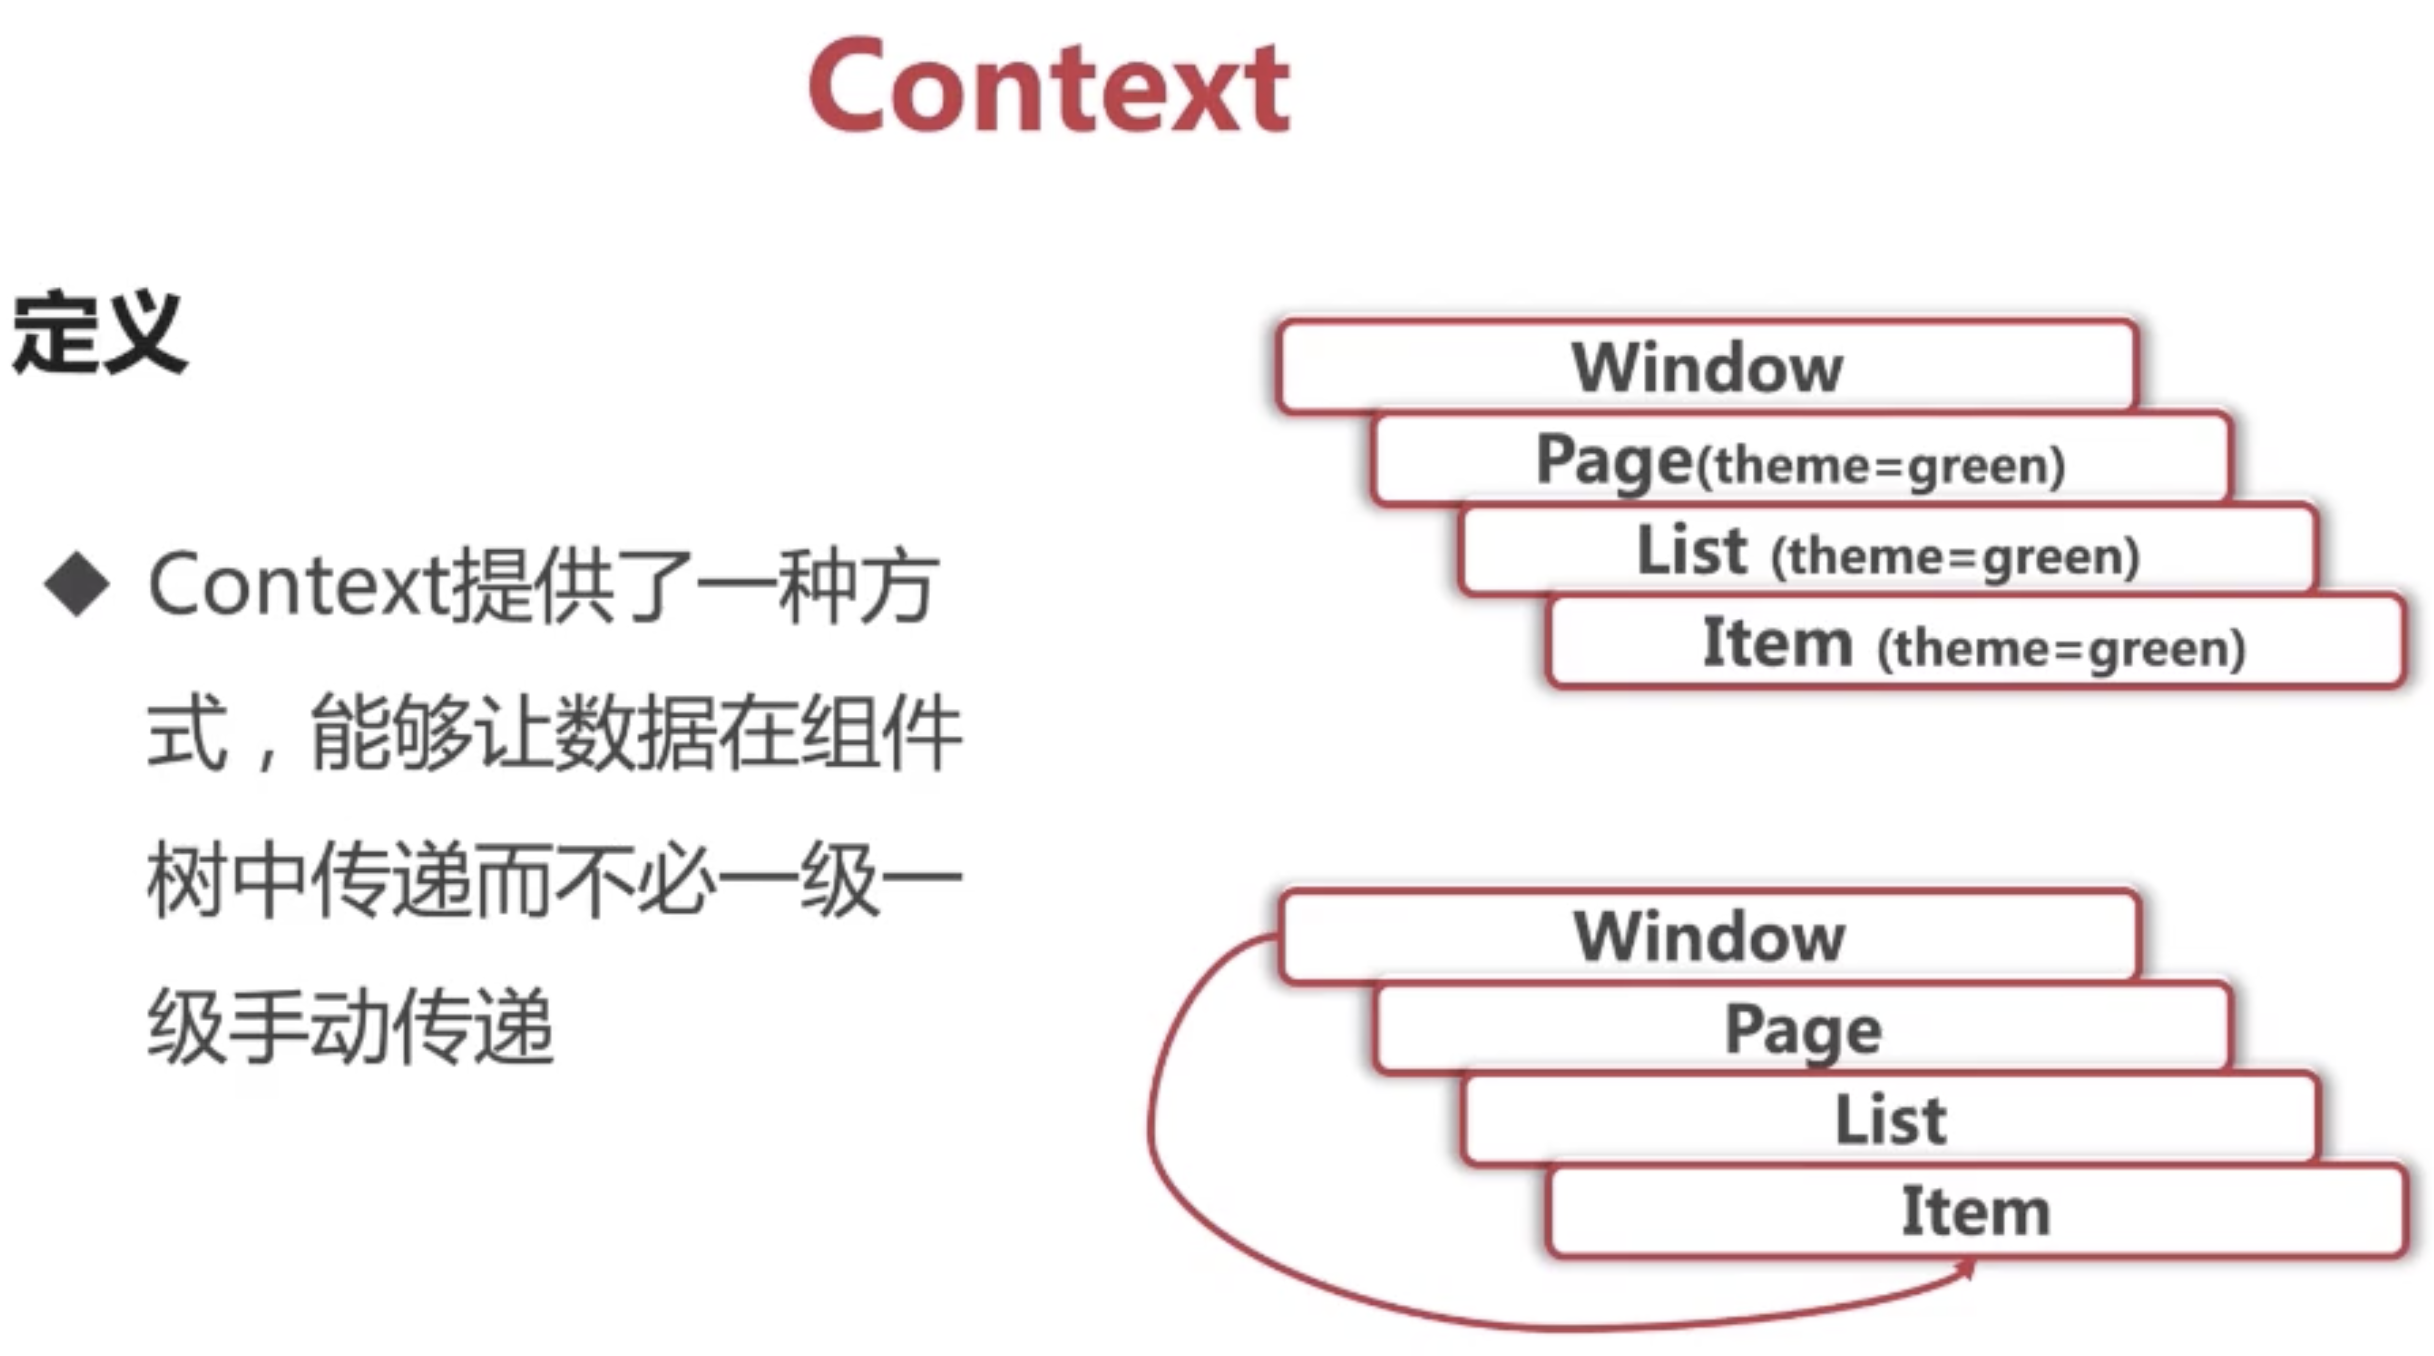 Context
定义
◆ Context提供了一种方
式，能够让数据在组件
树中传递而不必一级一
级手动传递
Window
Page(theme=green)
List (theme=green)
Item (theme=green)
Window
Page
List
Item